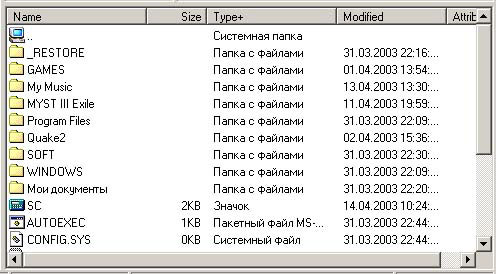 Name Size Type+ Modified Attrib
.. Системная папка
_RESTORE Папка с файлами 31.03.2003 22:16:...
GAMES Папка с файлами 01.04.2003 13:54:...
My Music Папка с файлами 13.04.2003 13:30:...
MYST III Exile Папка с файлами 11.04.2003 19:59:...
Program Files Папка с файлами 31.03.2003 22:09:...
Quake2 Папка с файлами 02.04.2003 15:36:...
SOFT Папка с файлами 31.03.2003 22:30:...
WINDOWS Папка с файлами 31.03.2003 22:09:...
Мои документы Папка с файлами 31.03.2003 22:20:...
SC 2KB Значок 14.04.2003 10:24:...
AUTOEXEC 1KB Пакетный файл MS-... 31.03.2003 22:44:...
CONFIG.SYS 0KB Системный файл 31.03.2003 22:44:...